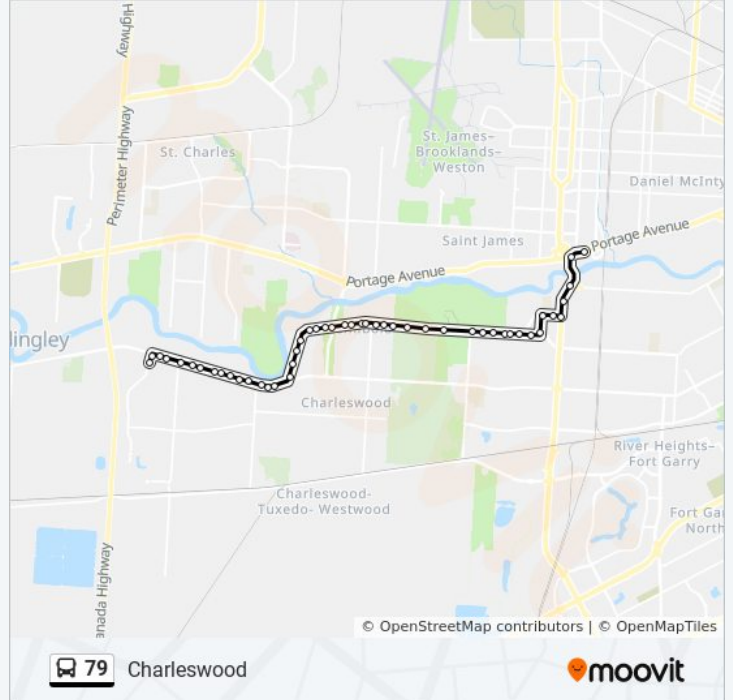 Highway
Perimeter Highway
St. Charles
St. James–
Brooklands–
Weston
Daniel McInty
Saint James
Portage Avenue
Portage Avenue
lingley
Charleswood
River Heights–
Fort Garry
Charleswood-
Tuxedo- Westwood
Fort Ga
North
anada Highway
© OpenStreetMap contributors | © OpenMapTiles
79 Charleswood
moovit